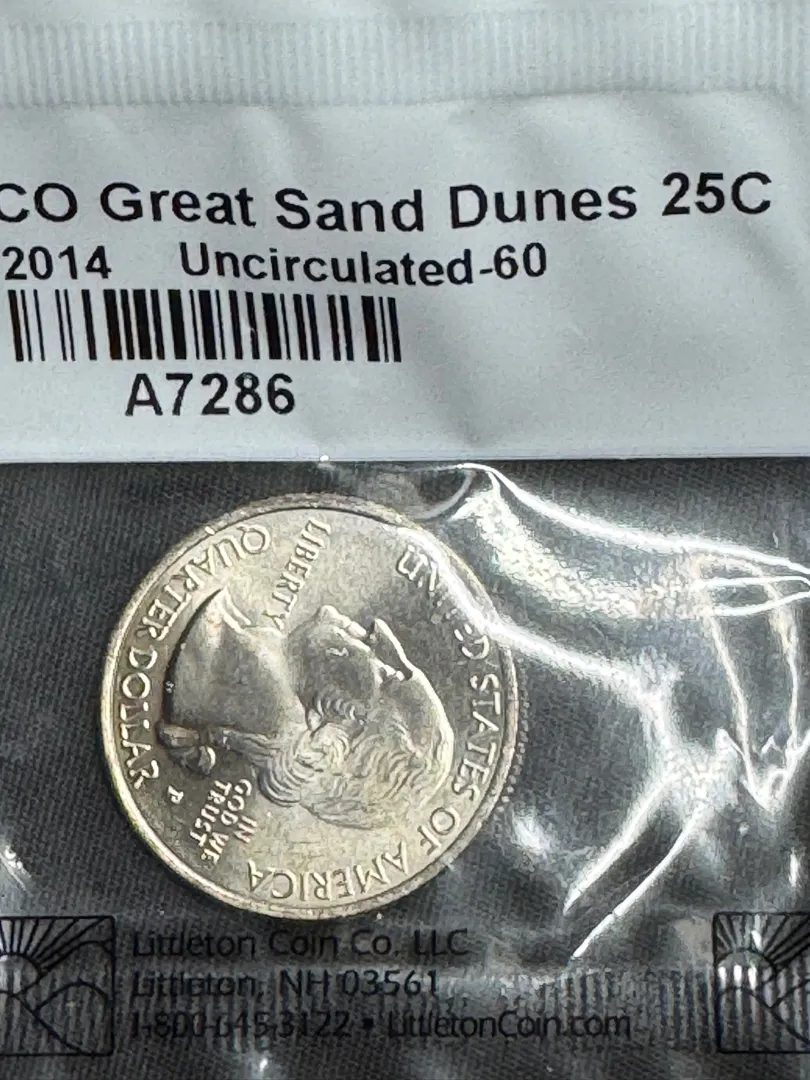 CO Great Sand Dunes 25C
2014 Uncirculated-60
A7286
UNITED STATES OF AMERICA
LIBERTY
IN
GOD WE
TRUST
P
QUARTER DOLLAR
Littleton Coin Co. LLC
Littleton, NH 03561
1-800-645-3122 • LittletonCoin.com